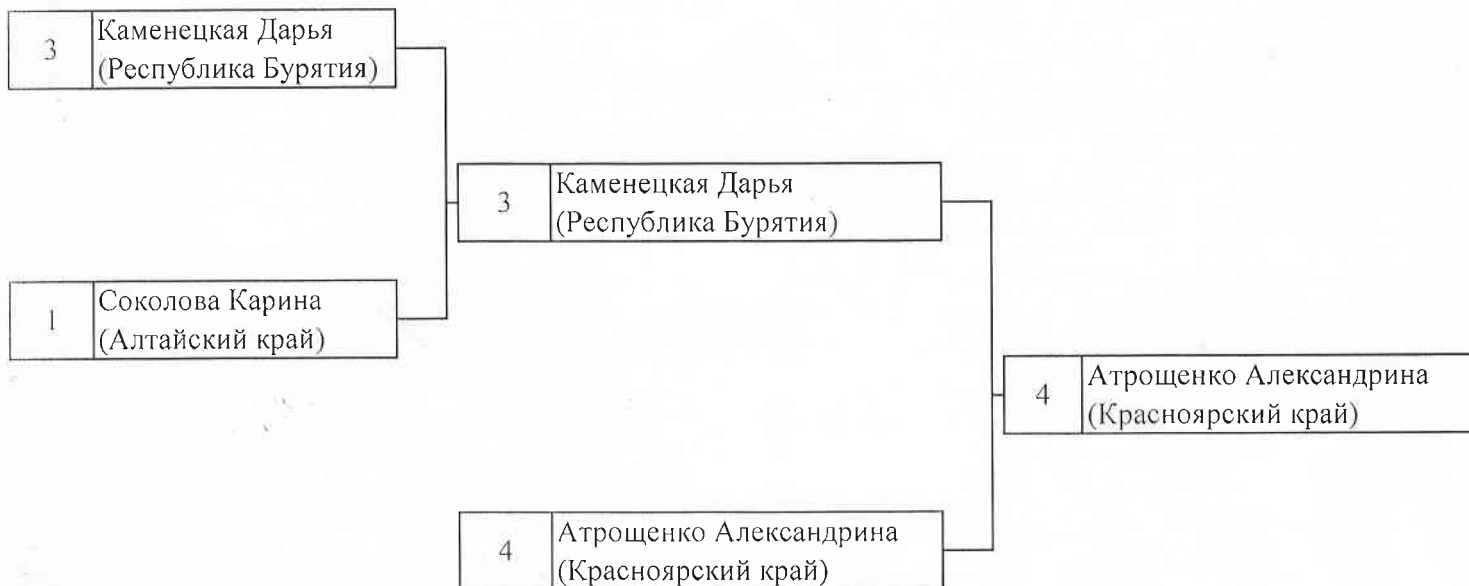 3
Каменецкая Дарья
(Республика Бурятия)
3
Каменецкая Дарья
(Республика Бурятия)
1
Соколова Карина
(Алтайский край)
4
Атрощенко Александрина
(Красноярский край)
4
Атрощенко Александрина
(Красноярский край)